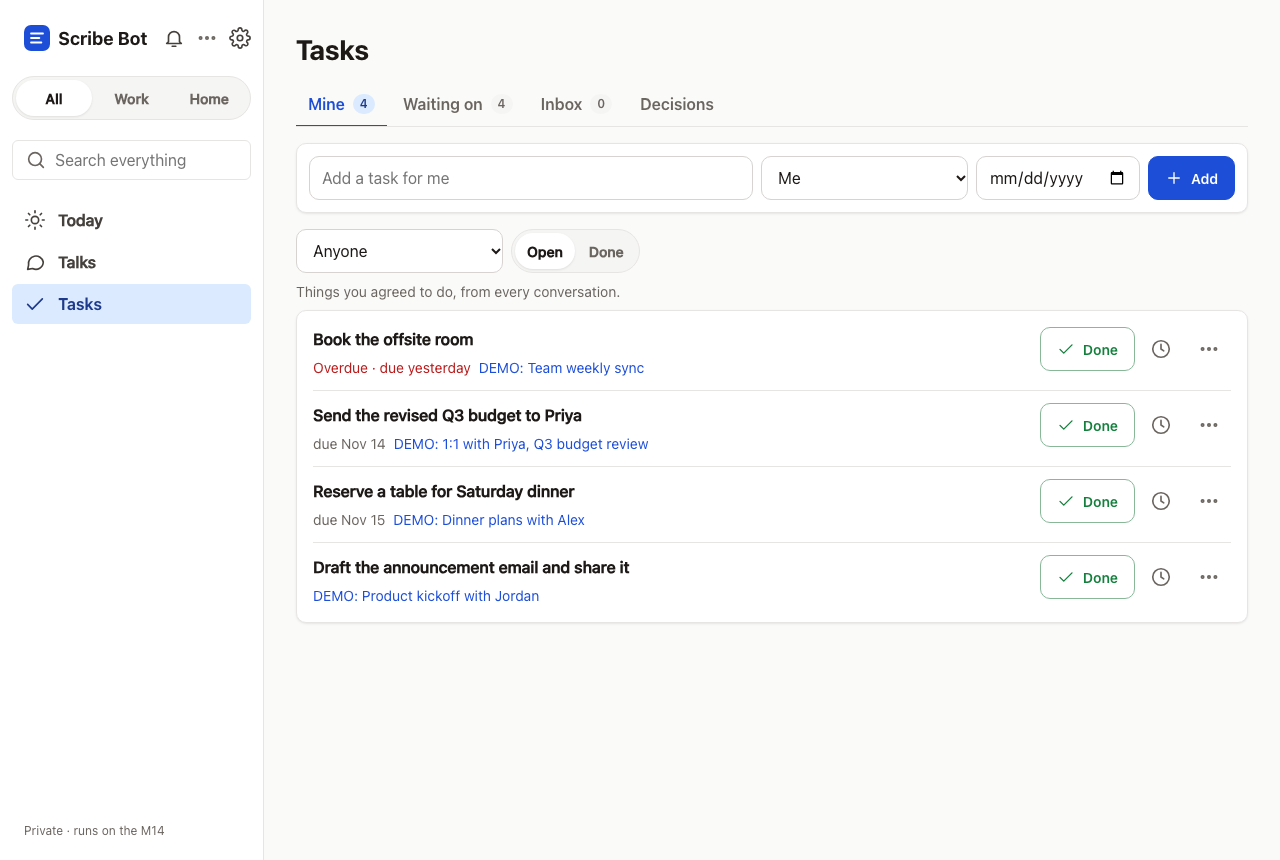 Scribe Bot
All Work Home
Search everything
Today
Talks
Tasks
Private · runs on the M14
Tasks
Mine 4 Waiting on 4 Inbox 0 Decisions
Add a task for me Me mm/dd/yyyy Add
Anyone Open Done
Things you agreed to do, from every conversation.
Book the offsite room
Overdue · due yesterday DEMO: Team weekly sync
Done
Send the revised Q3 budget to Priya
due Nov 14 DEMO: 1:1 with Priya, Q3 budget review
Done
Reserve a table for Saturday dinner
due Nov 15 DEMO: Dinner plans with Alex
Done
Draft the announcement email and share it
DEMO: Product kickoff with Jordan
Done